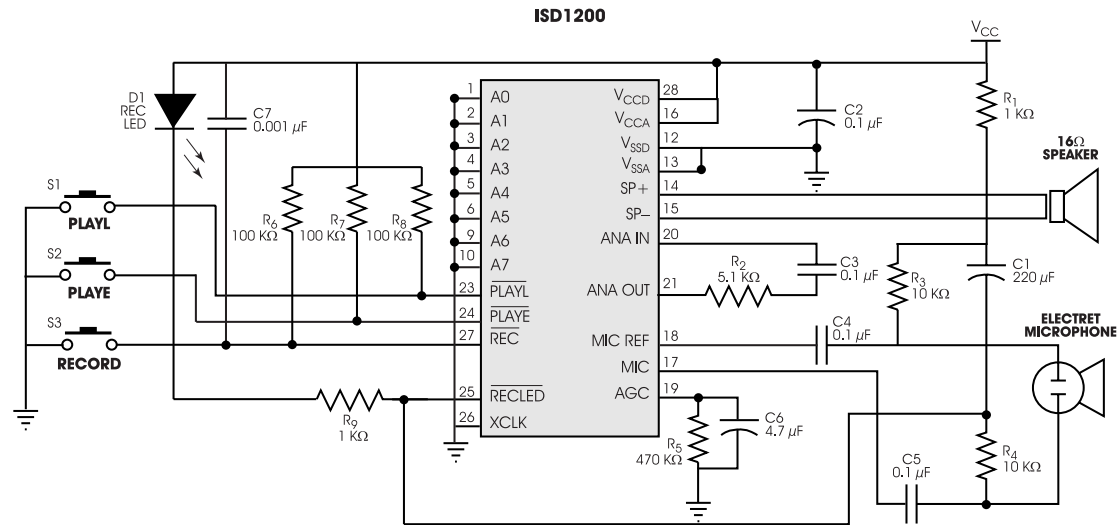 ISD1200
V_CC
D1
REC
LED
C7
0.001 µF
S1
PLAYL
S2
PLAYE
S3
RECORD
R6
100 KΩ
R7
100 KΩ
R8
100 KΩ
R9
1 KΩ
1 A0
2 A1
3 A2
4 A3
5 A4
6 A5
9 A6
10 A7
23 PLAYL
24 PLAYE
27 REC
25 RECLED
26 XCLK
V_CCD 28
V_CCA 16
V_SSD 12
V_SSA 13
SP+ 14
SP– 15
ANA IN 20
ANA OUT 21
MIC REF 18
MIC 17
AGC 19
C2
0.1 µF
R1
1 KΩ
16Ω
SPEAKER
R2
5.1 KΩ
C3
0.1 µF
R3
10 KΩ
C1
220 µF
C4
0.1 µF
ELECTRET
MICROPHONE
R5
470 KΩ
C6
4.7 µF
C5
0.1 µF
R4
10 KΩ